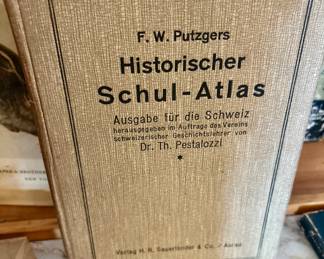 F. W. Putzgers
Historischer
Schul-Atlas
Ausgabe für die Schweiz
herausgegeben im Auftrage des Vereins
schweizerischer Geschichtslehrer von
Dr. Th. Pestalozzi
*
Verlag H. R. Sauerländer & Co. / Aarau